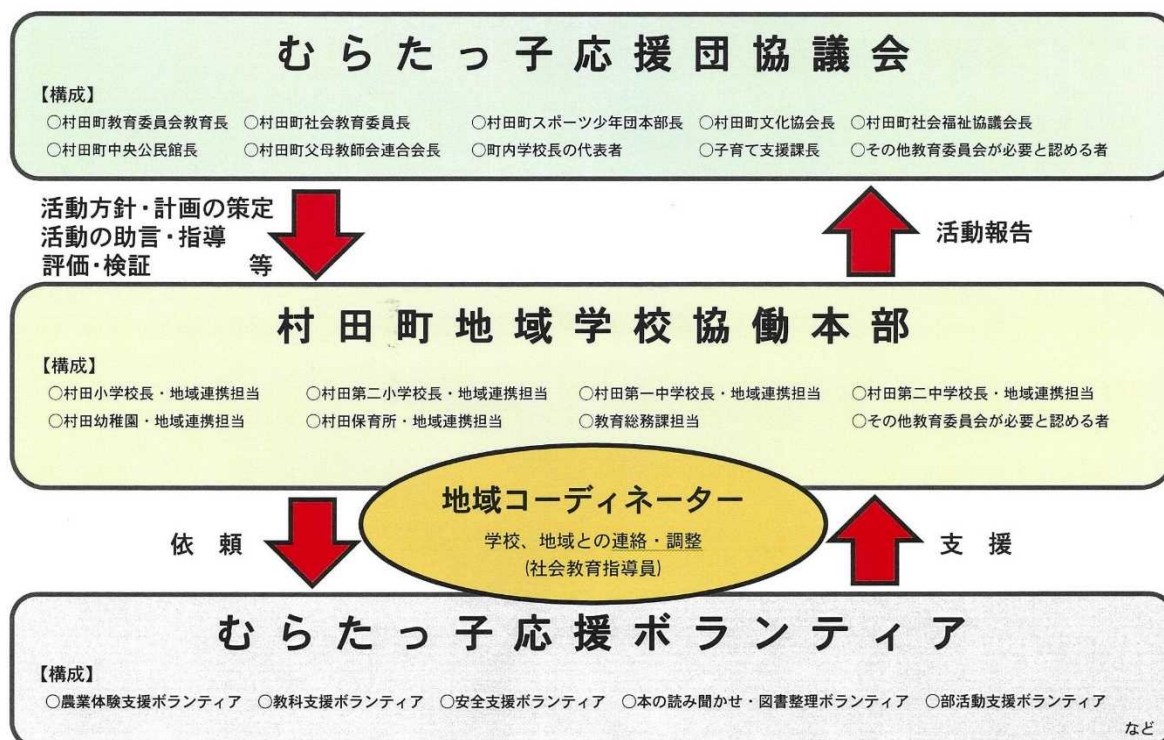 むらたっ子応援団協議会
【構成】
○村田町教育委員会教育長 ○村田町社会教育委員長 ○村田町スポーツ少年団本部長 ○村田町文化協会長 ○村田町社会福祉協議会長
○村田町中央公民館長 ○村田町父母教師会連合会長 ○町内学校長の代表者 ○子育て支援課長 ○その他教育委員会が必要と認める者
活動方針・計画の策定
活動の助言・指導
評価・検証 等
活動報告
村田町地域学校協働本部
【構成】
○村田小学校長・地域連携担当 ○村田第二小学校長・地域連携担当 ○村田第一中学校長・地域連携担当 ○村田第二中学校長・地域連携担当
○村田幼稚園・地域連携担当 ○村田保育所・地域連携担当 ○教育総務課担当 ○その他教育委員会が必要と認める者
依頼
地域コーディネーター
学校、地域との連絡・調整
(社会教育指導員)
支援
むらたっ子応援ボランティア
【構成】
○農業体験支援ボランティア ○教科支援ボランティア ○安全支援ボランティア ○本の読み聞かせ・図書整理ボランティア ○部活動支援ボランティア
など